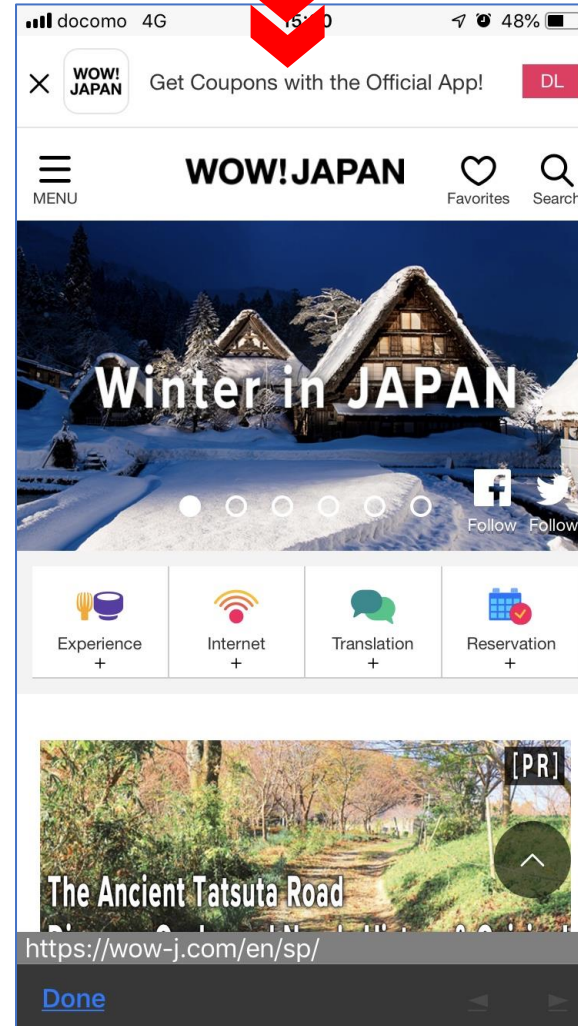 docomo 4G
48%
WOW!
JAPAN
Get Coupons with the Official App!
DL
MENU
WOW!JAPAN
Favorites
Search
Winter in JAPAN
Follow
Follow
Experience
+
Internet
+
Translation
+
Reservation
+
[PR]
The Ancient Tatsuta Road
https://wow-j.com/en/sp/
Done